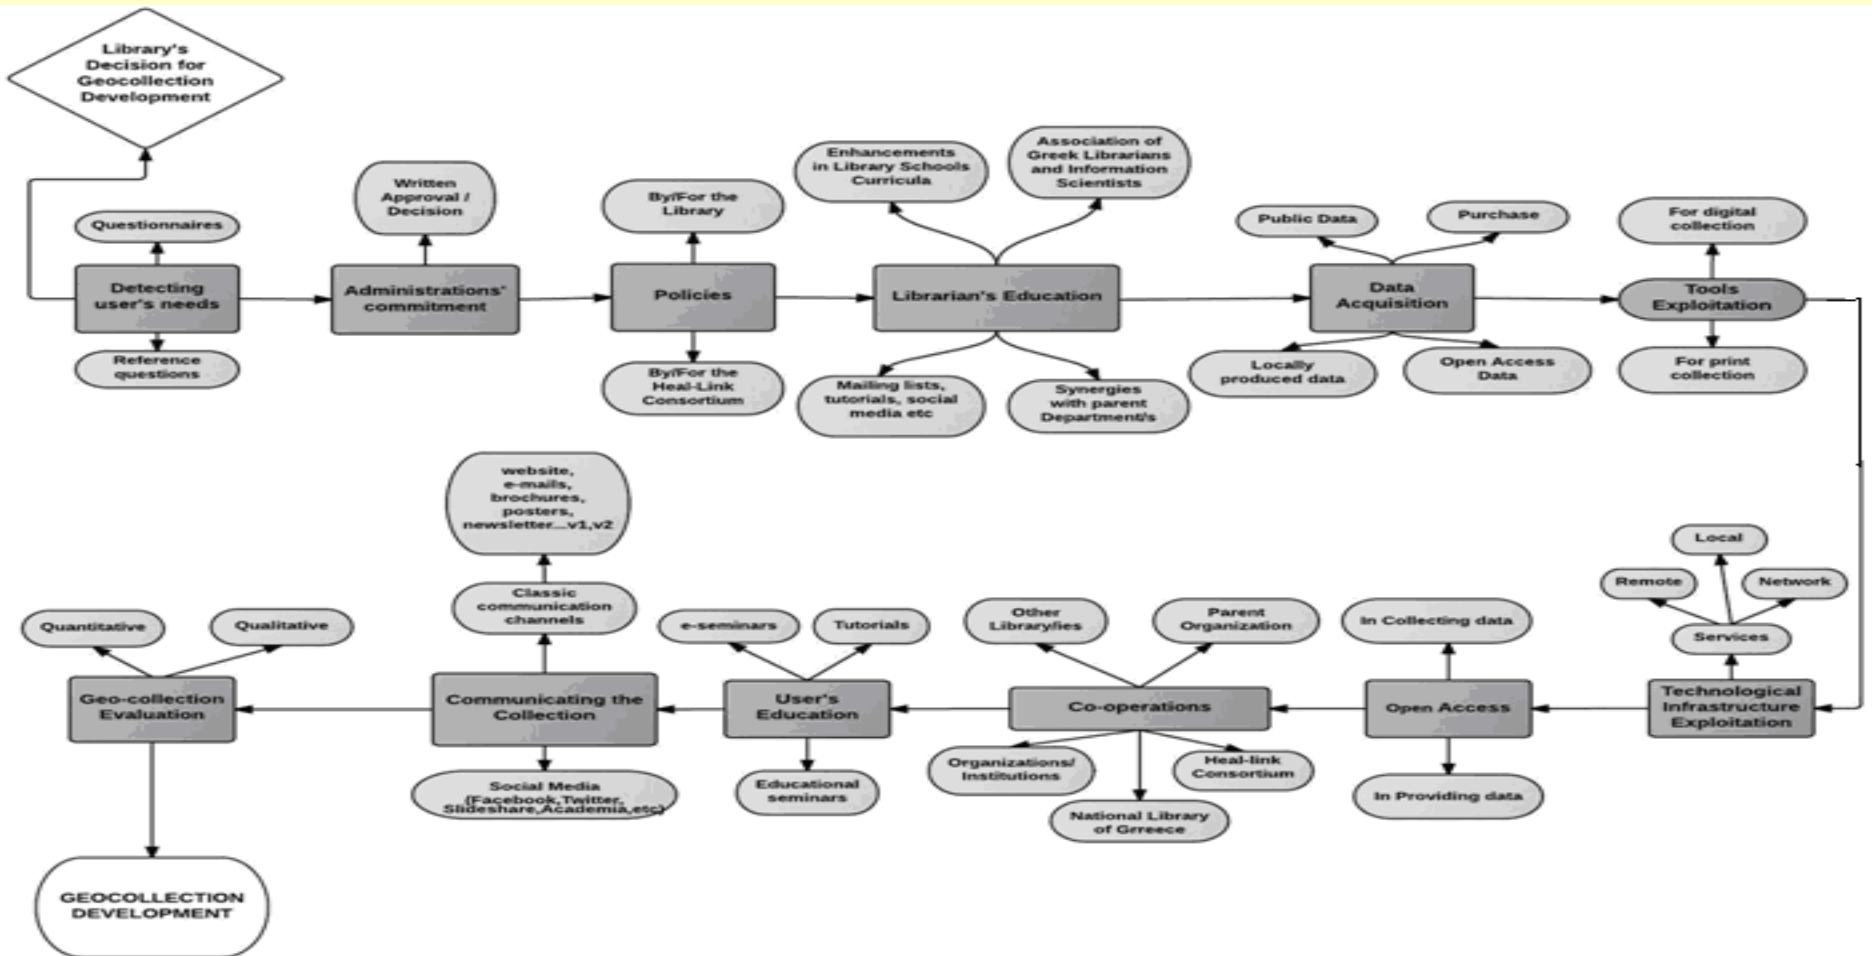 Library's
Decision for
Geocollection
Development
Questionnaires
Detecting
user's needs
Reference
questions
Written
Approval /
Decision
Administrations'
commitment
By/For the
Library
Policies
By/For the
Heal-Link
Consortium
Enhancements
in Library Schools
Curricula
Association of
Greek Librarians
and Information
Scientists
Librarian's Education
Mailing lists,
tutorials, social
media etc
Synergies
with parent
Department/s
Public Data
Purchase
Data
Acquisition
Locally
produced data
Open Access
Data
For digital
collection
Tools
Exploitation
For print
collection
Local
Remote
Network
Services
Technological
Infrastructure
Exploitation
In Collecting data
Open Access
In Providing data
Other
Library/ies
Parent
Organization
Co-operations
Organizations/
Institutions
Heal-link
Consortium
National Library
of Grreece
e-seminars
Tutorials
User's
Education
Educational
seminars
website,
e-mails,
brochures,
posters,
newsletter...v1,v2
Classic
communication
channels
Communicating the
Collection
Social Media
(Facebook,Twitter,
Slideshare,Academia,etc)
Quantitative
Qualitative
Geo-collection
Evaluation
GEOCOLLECTION
DEVELOPMENT